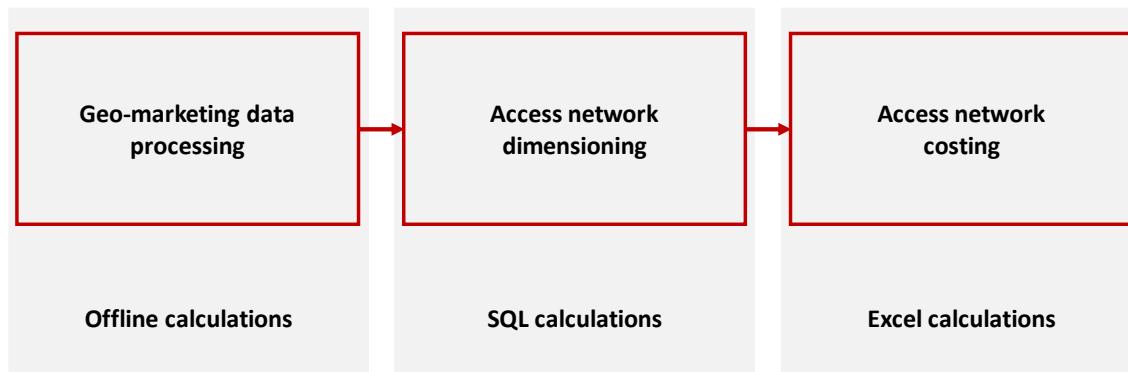 Geo-marketing data
processing
Access network
dimensioning
Access network
costing
Offline calculations
SQL calculations
Excel calculations